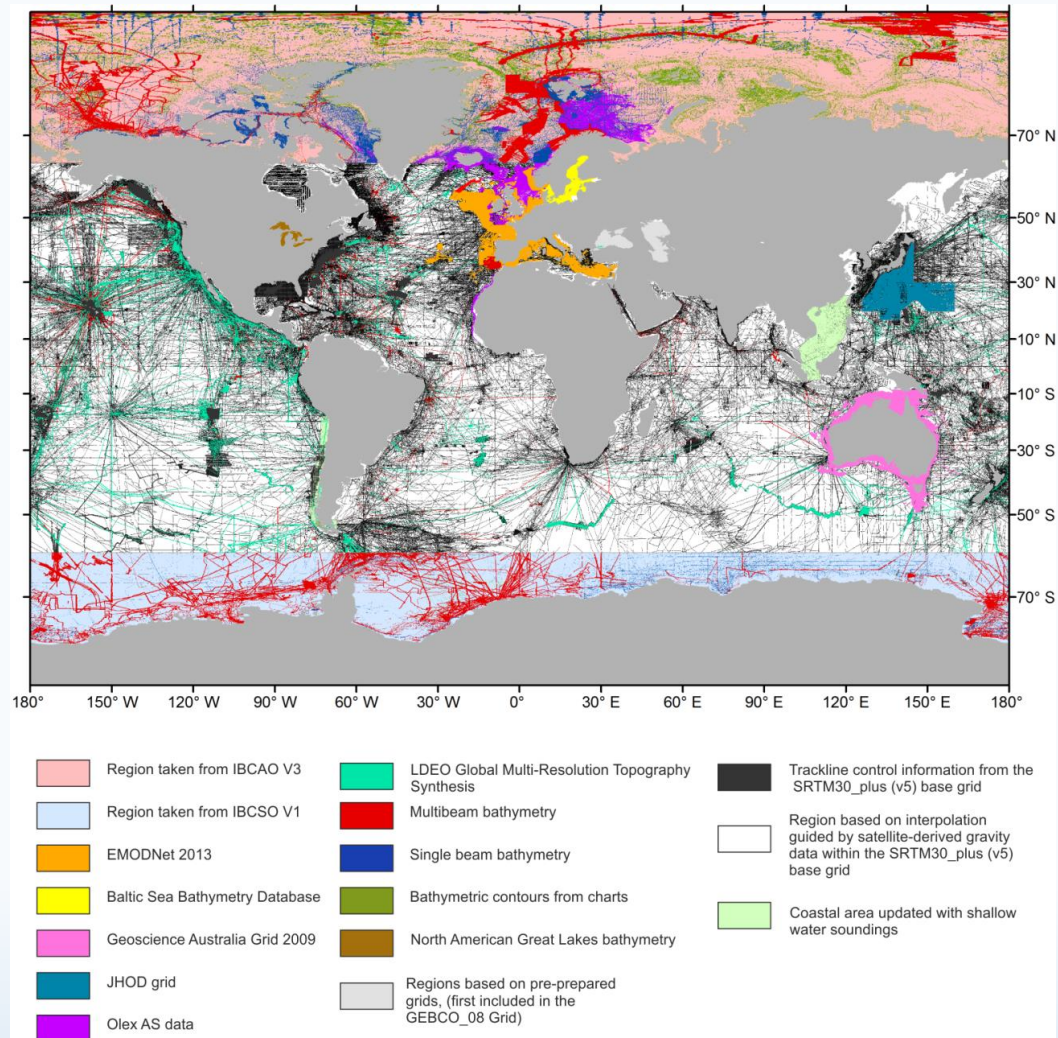 70° N
50° N
30° N
10° N
10° S
30° S
50° S
70° S
180° 150° W 120° W 90° W 60° W 30° W 0° 30° E 60° E 90° E 120° E 150° E 180°
Region taken from IBCAO V3
Region taken from IBCSO V1
EMODNet 2013
Baltic Sea Bathymetry Database
Geoscience Australia Grid 2009
JHOD grid
Olex AS data
LDEO Global Multi-Resolution Topography
Synthesis
Multibeam bathymetry
Single beam bathymetry
Bathymetric contours from charts
North American Great Lakes bathymetry
Regions based on pre-prepared
grids, (first included in the
GEBCO_08 Grid)
Trackline control information from the
SRTM30_plus (v5) base grid
Region based on interpolation
guided by satellite-derived gravity
data within the SRTM30_plus (v5)
base grid
Coastal area updated with shallow
water soundings